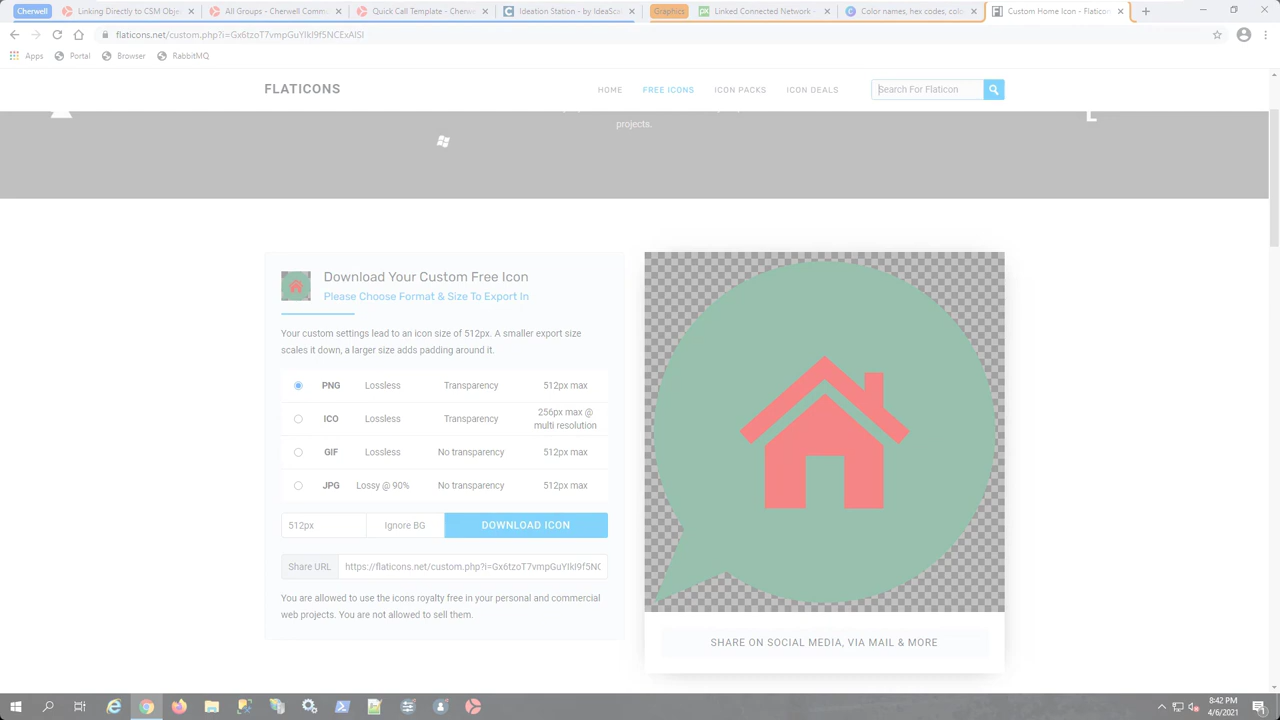 Cherwell
Linking Directly to CSM Obje
All Groups - Cherwell Commu
Quick Call Template - Cherwe
Ideation Station - by IdeaSca
Graphics
Linked Connected Network -
Color names, hex codes, colo
Custom Home Icon - Flaticon
flaticons.net/custom.php?i=Gx6tzoT7vmpGuYIkI9f5NCExAISI
Apps
Portal
Browser
RabbitMQ
FLATICONS
HOME
FREE ICONS
ICON PACKS
ICON DEALS
Search For Flaticon
projects.
Download Your Custom Free Icon
Please Choose Format & Size To Export In
Your custom settings lead to an icon size of 512px. A smaller export size
scales it down, a larger size adds padding around it.
PNG Lossless Transparency 512px max
ICO Lossless Transparency 256px max @
multi resolution
GIF Lossless No transparency 512px max
JPG Lossy @ 90% No transparency 512px max
512px Ignore BG DOWNLOAD ICON
Share URL https://flaticons.net/custom.php?i=Gx6tzoT7vmpGuYIkI9f5N
You are allowed to use the icons royalty free in your personal and commercial
web projects. You are not allowed to sell them.
SHARE ON SOCIAL MEDIA, VIA MAIL & MORE
8:42 PM
4/6/2021